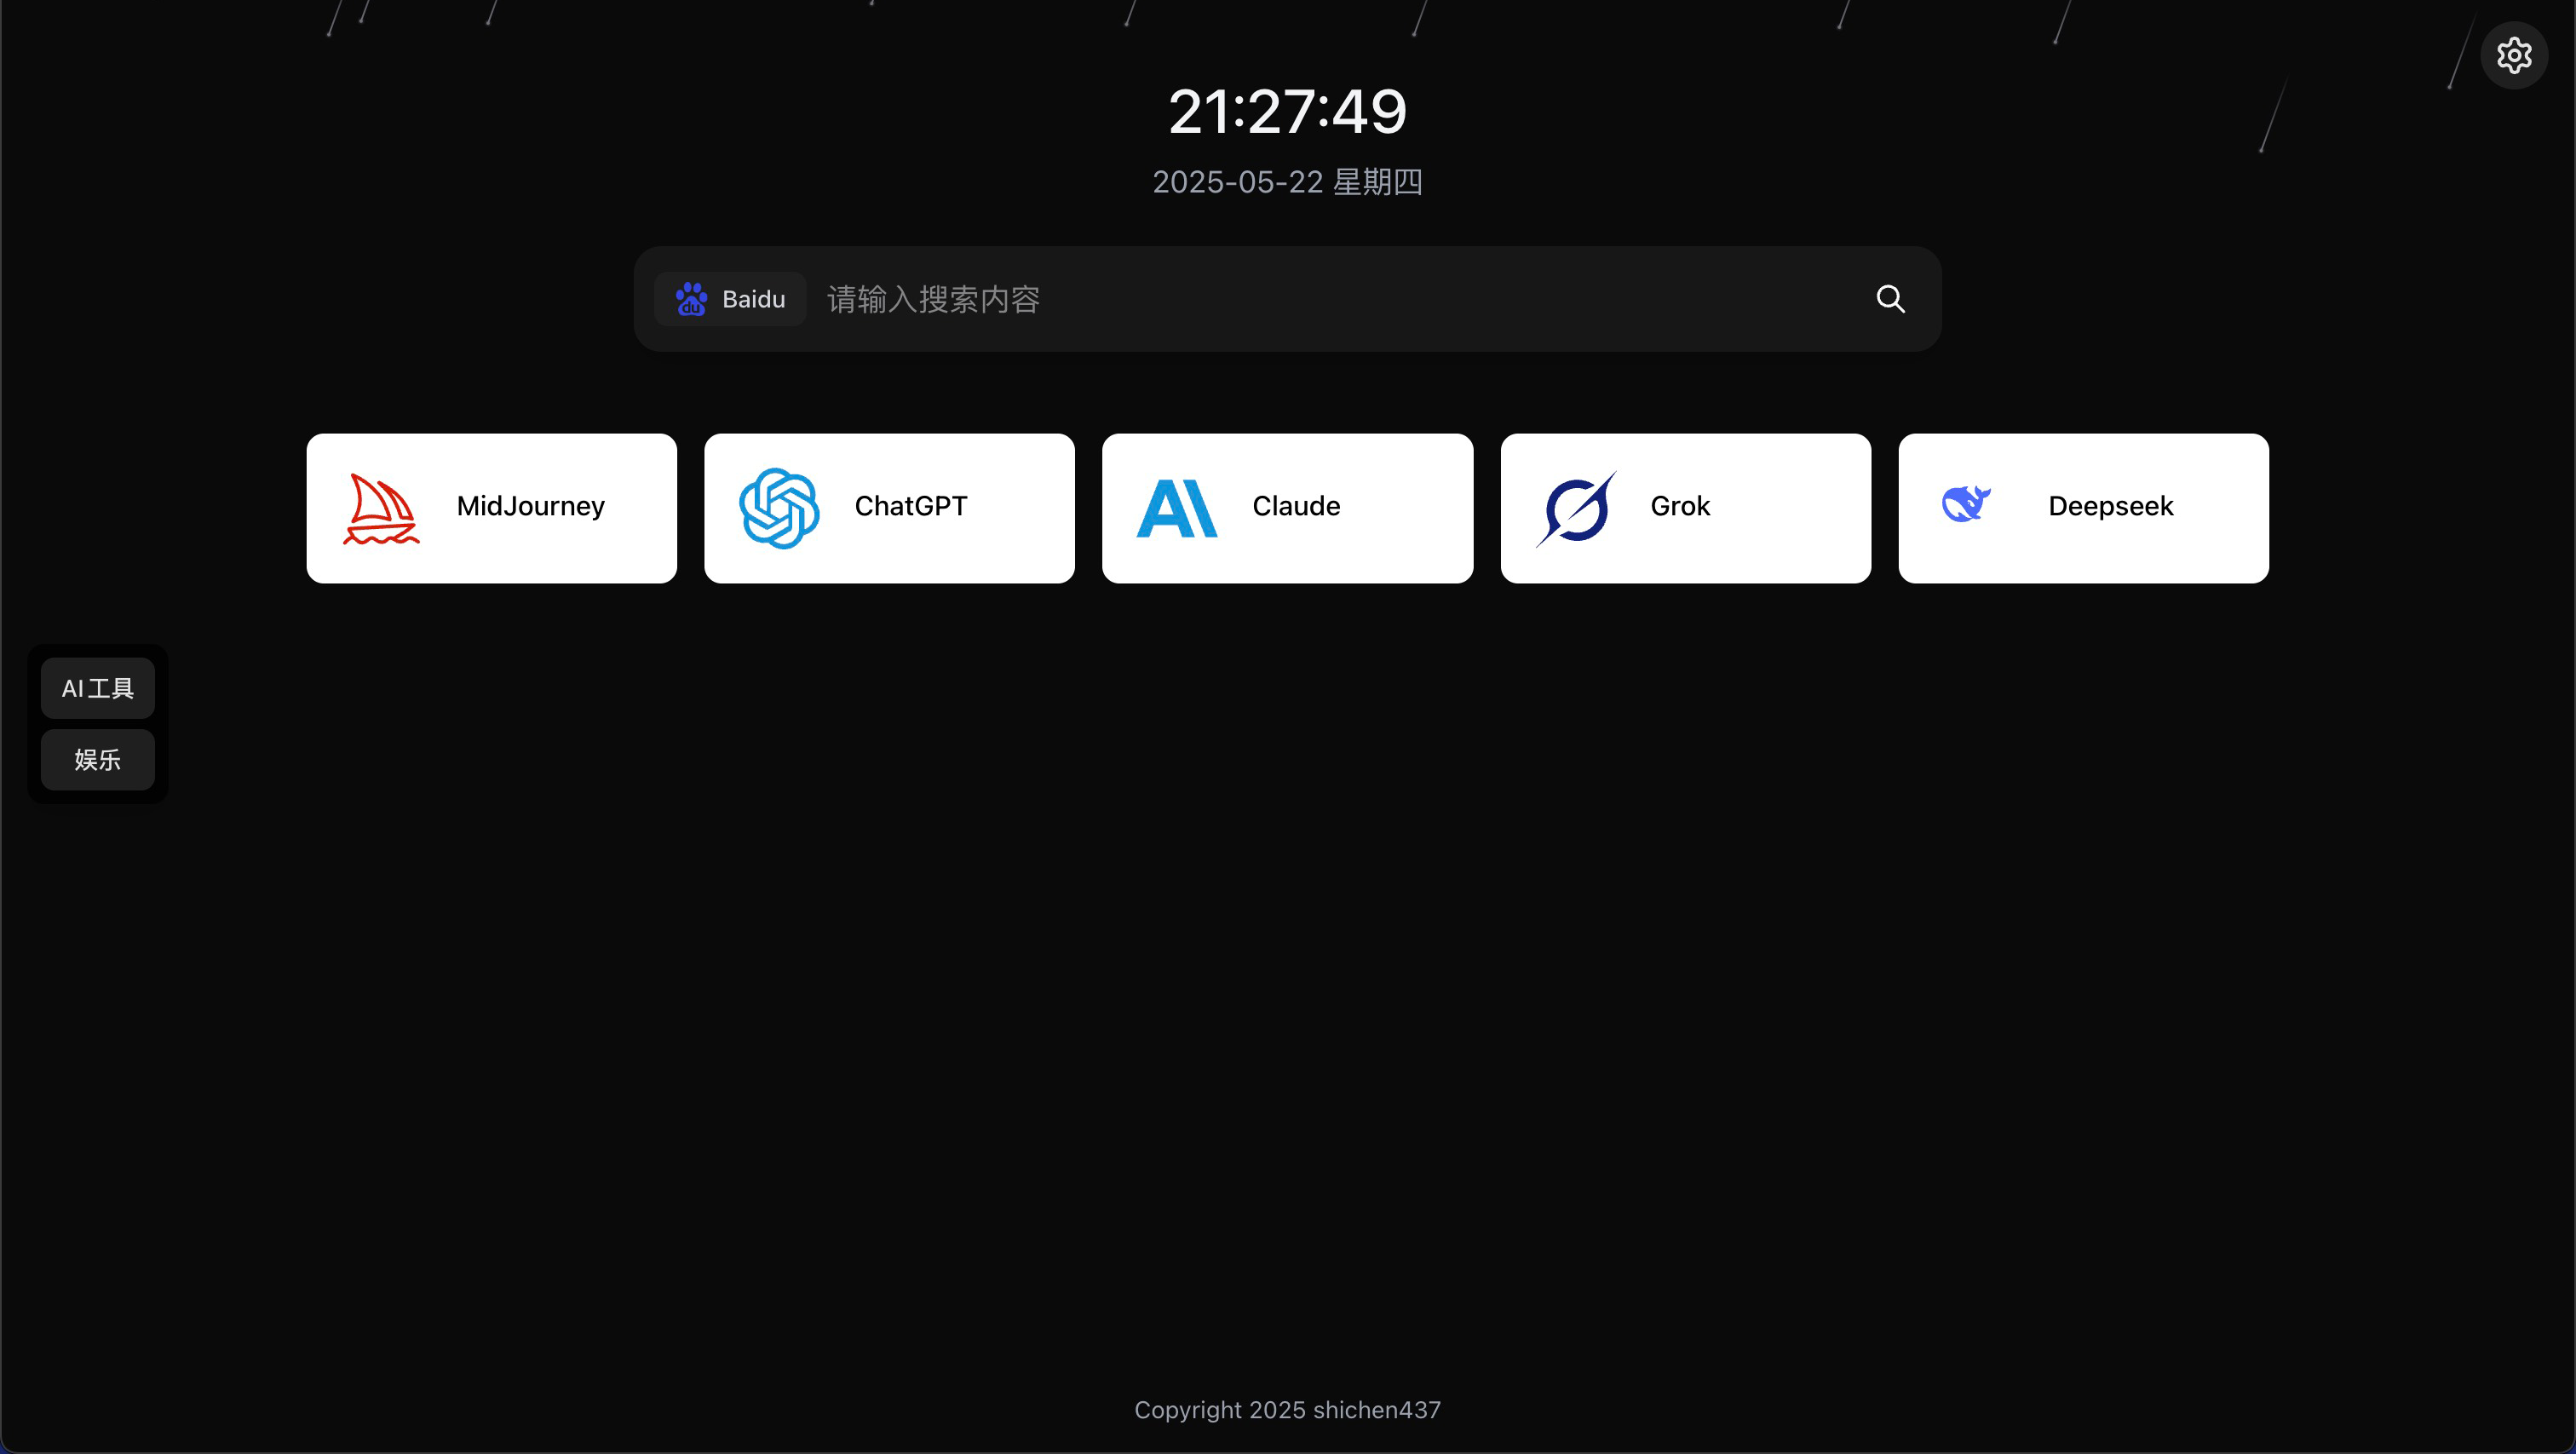 21:27:49
2025-05-22 星期四
du Baidu 请输入搜索内容
MidJourney
ChatGPT
Claude
Grok
Deepseek
AI工具
娱乐
Copyright 2025 shichen437